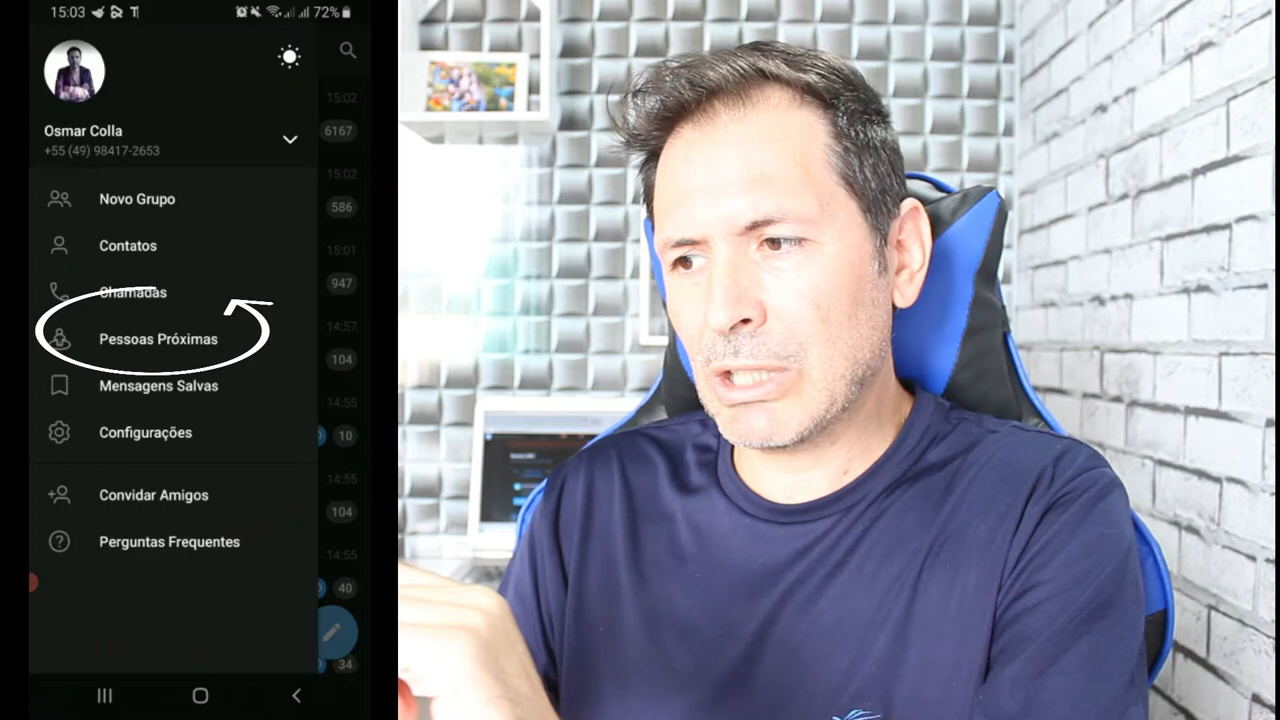 15:03
72%
15:02
Osmar Colla
6167
+55 (49) 98417-2653
15:02
Novo Grupo
586
Contatos
15:01
Chamadas
947
14:57
Pessoas Próximas
104
Mensagens Salvas
14:55
Configurações
10
14:55
Convidar Amigos
104
Perguntas Frequentes
14:55
40
34